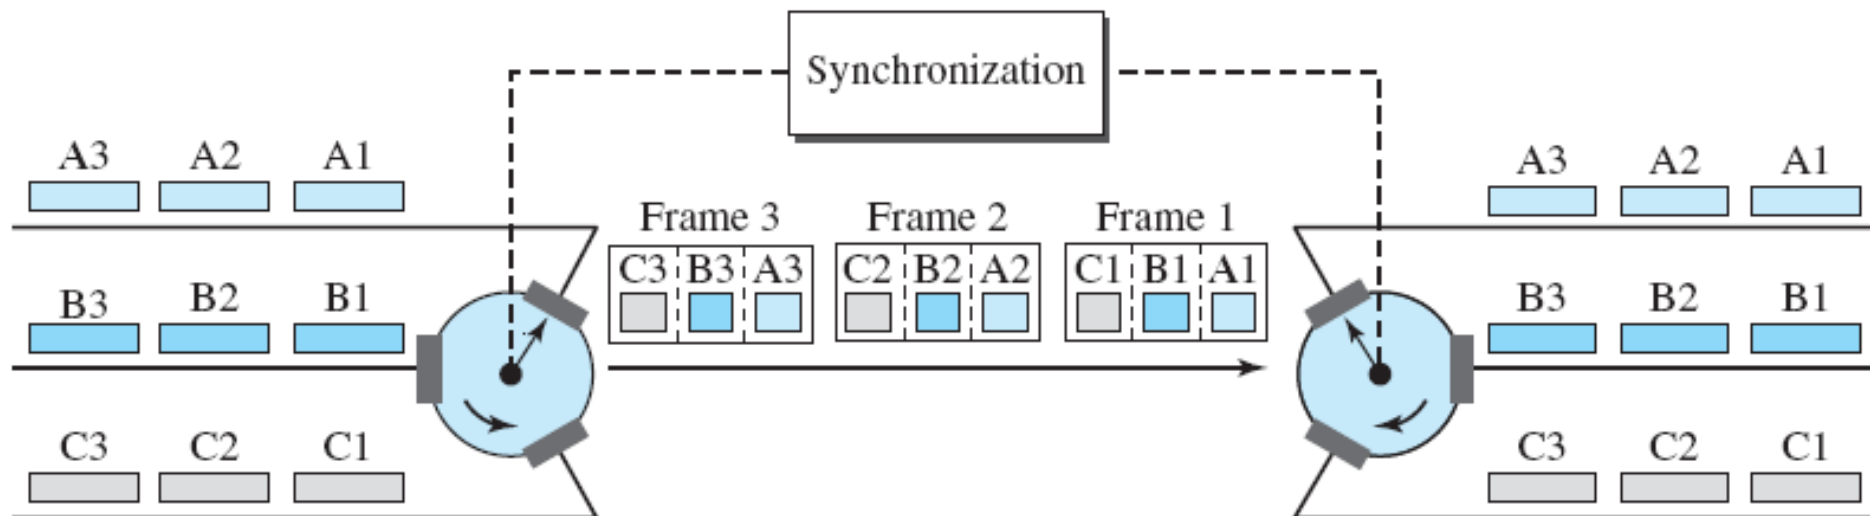 Synchronization
A3 A2 A1
A3 A2 A1
Frame 3 Frame 2 Frame 1
C3 B3 A3 C2 B2 A2 C1 B1 A1
B3 B2 B1
B3 B2 B1
C3 C2 C1
C3 C2 C1